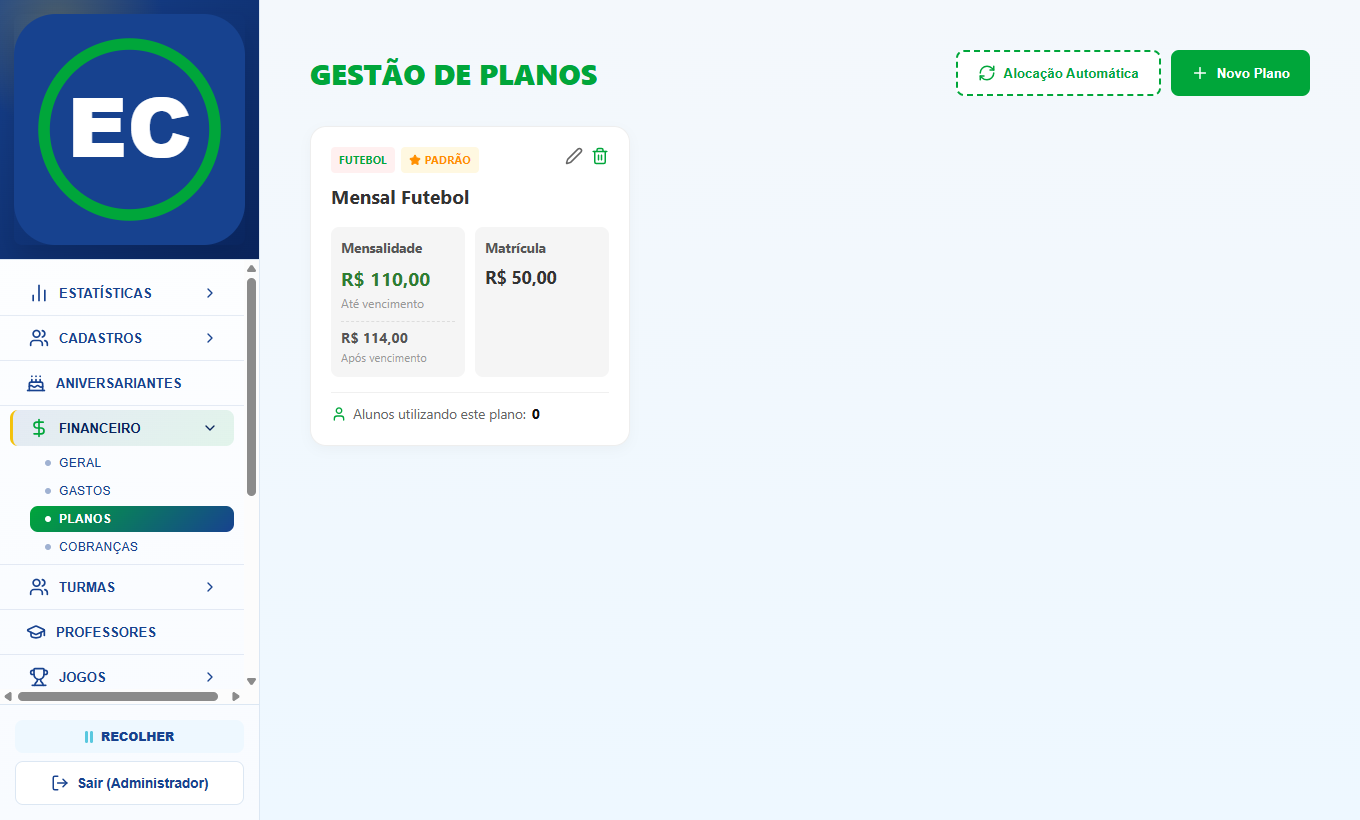 EC
ESTATÍSTICAS
CADASTROS
ANIVERSARIANTES
FINANCEIRO
GERAL
GASTOS
PLANOS
COBRANÇAS
TURMAS
PROFESSORES
JOGOS
RECOLHER
Sair (Administrador)
GESTÃO DE PLANOS
Alocação Automática
Novo Plano
FUTEBOL
PADRÃO
Mensal Futebol
Mensalidade
R$ 110,00
Até vencimento
R$ 114,00
Após vencimento
Matrícula
R$ 50,00
Alunos utilizando este plano: 0